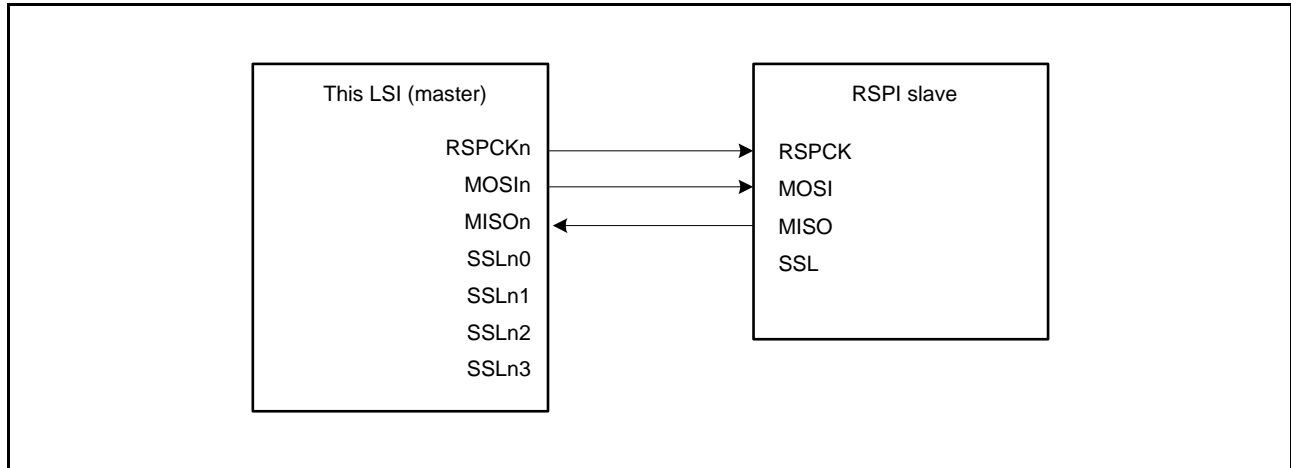 This LSI (master)
RSPCKn
MOSIn
MISOn
SSLn0
SSLn1
SSLn2
SSLn3
RSPI slave
RSPCK
MOSI
MISO
SSL